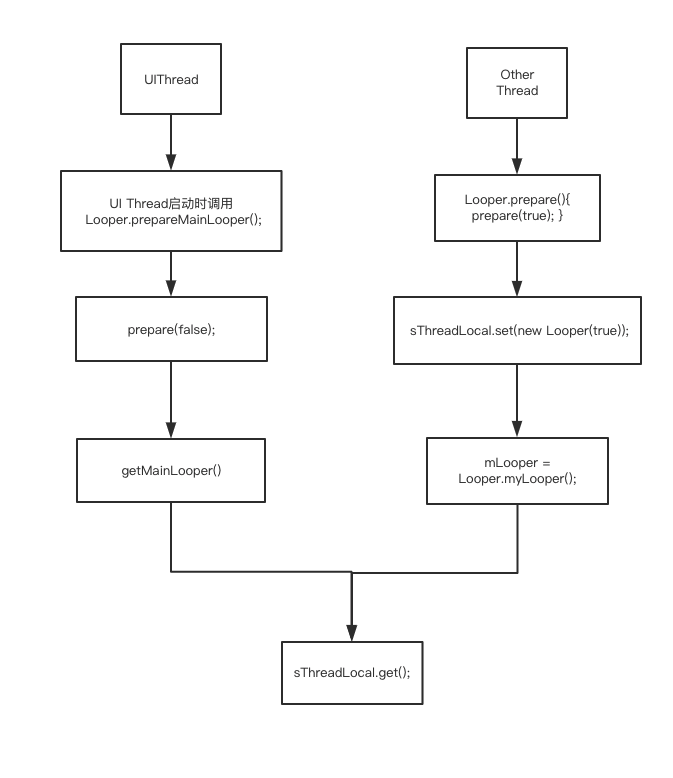 UIThread
UI Thread启动时调用
Looper.prepareMainLooper();
prepare(false);
getMainLooper()
Other
Thread
Looper.prepare(){
prepare(true); }
sThreadLocal.set(new Looper(true));
mLooper =
Looper.myLooper();
sThreadLocal.get();